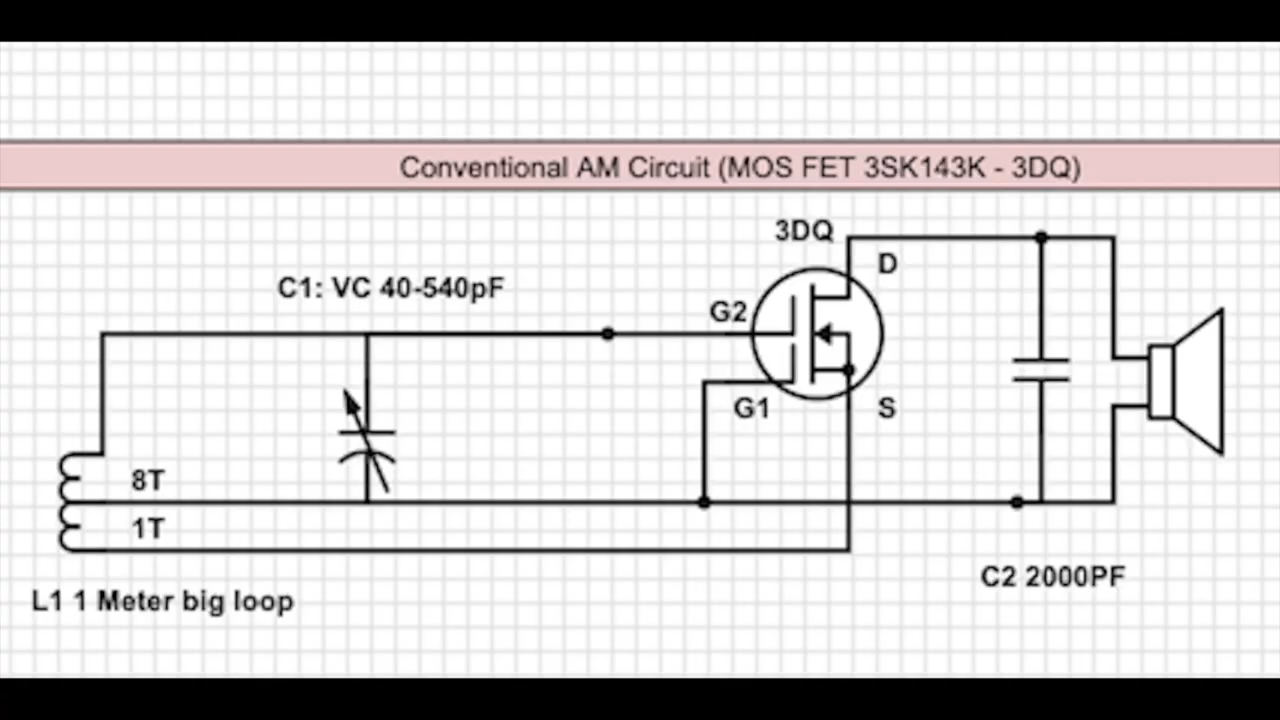 Conventional AM Circuit (MOS FET 3SK143K - 3DQ)
3DQ
D
C1: VC 40-540pF
G2
G1
S
8T
1T
C2 2000PF
L1 1 Meter big loop